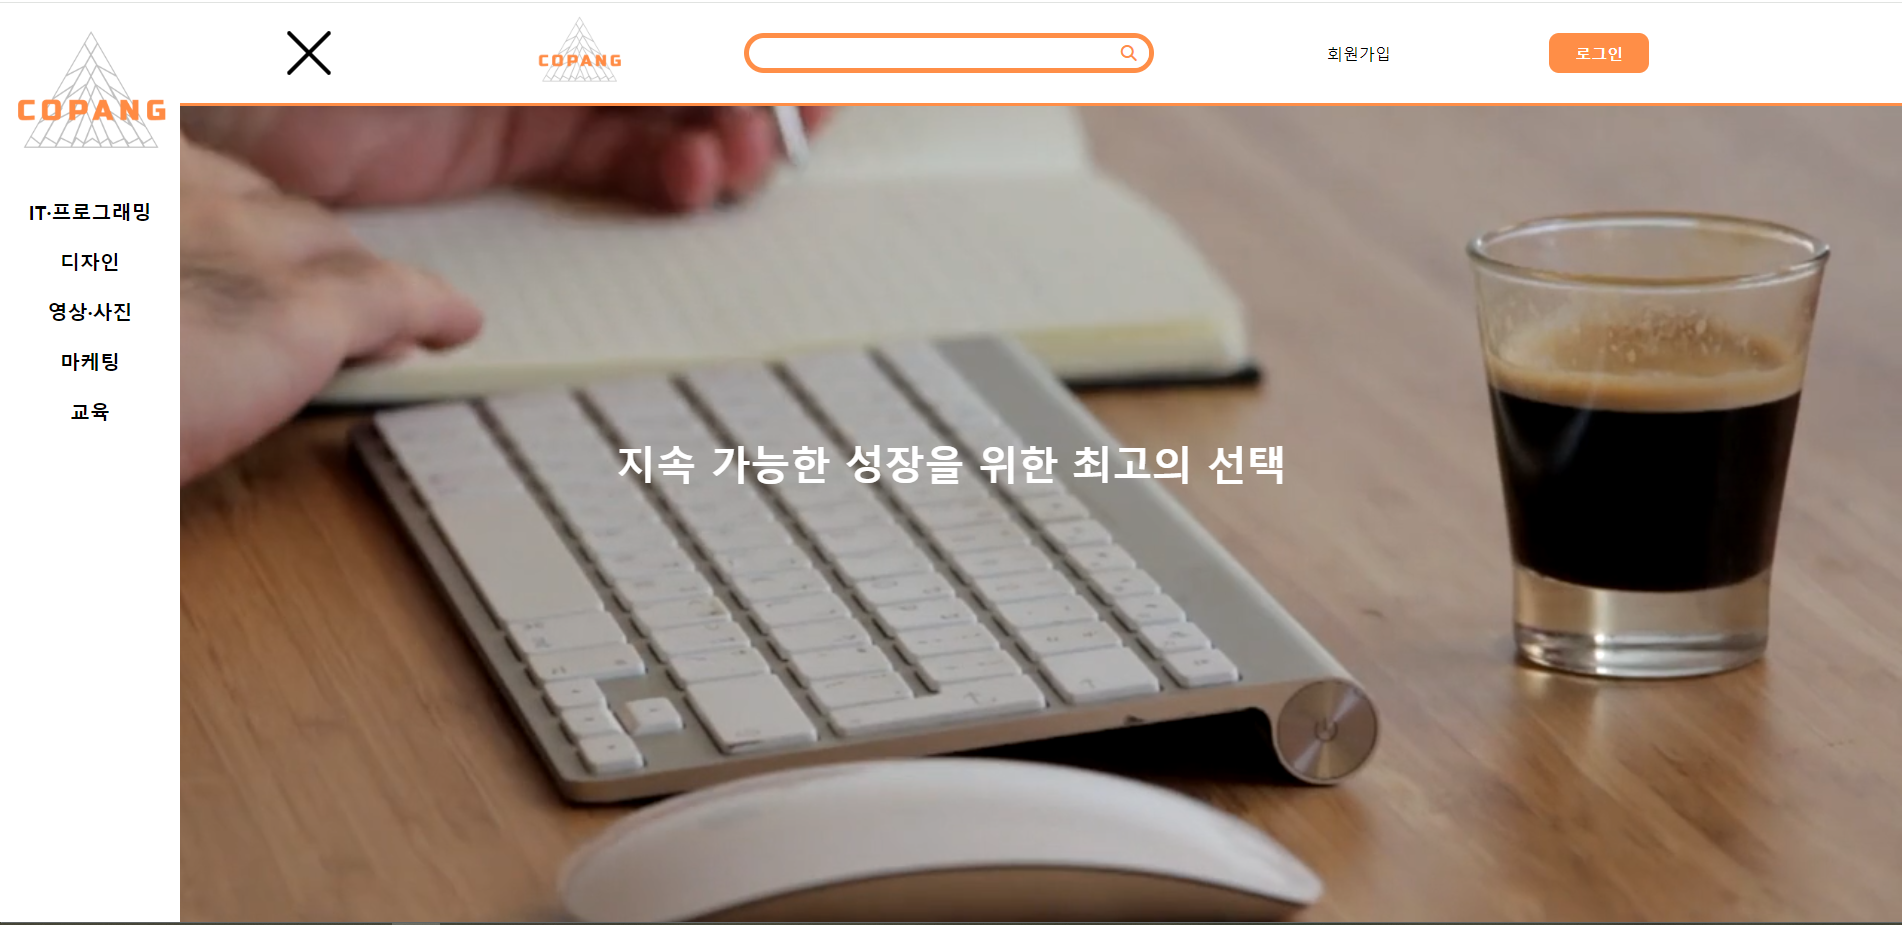 COPANG
IT·프로그래밍
디자인
영상·사진
마케팅
교육
COPANG
회원가입
로그인
지속 가능한 성장을 위한 최고의 선택